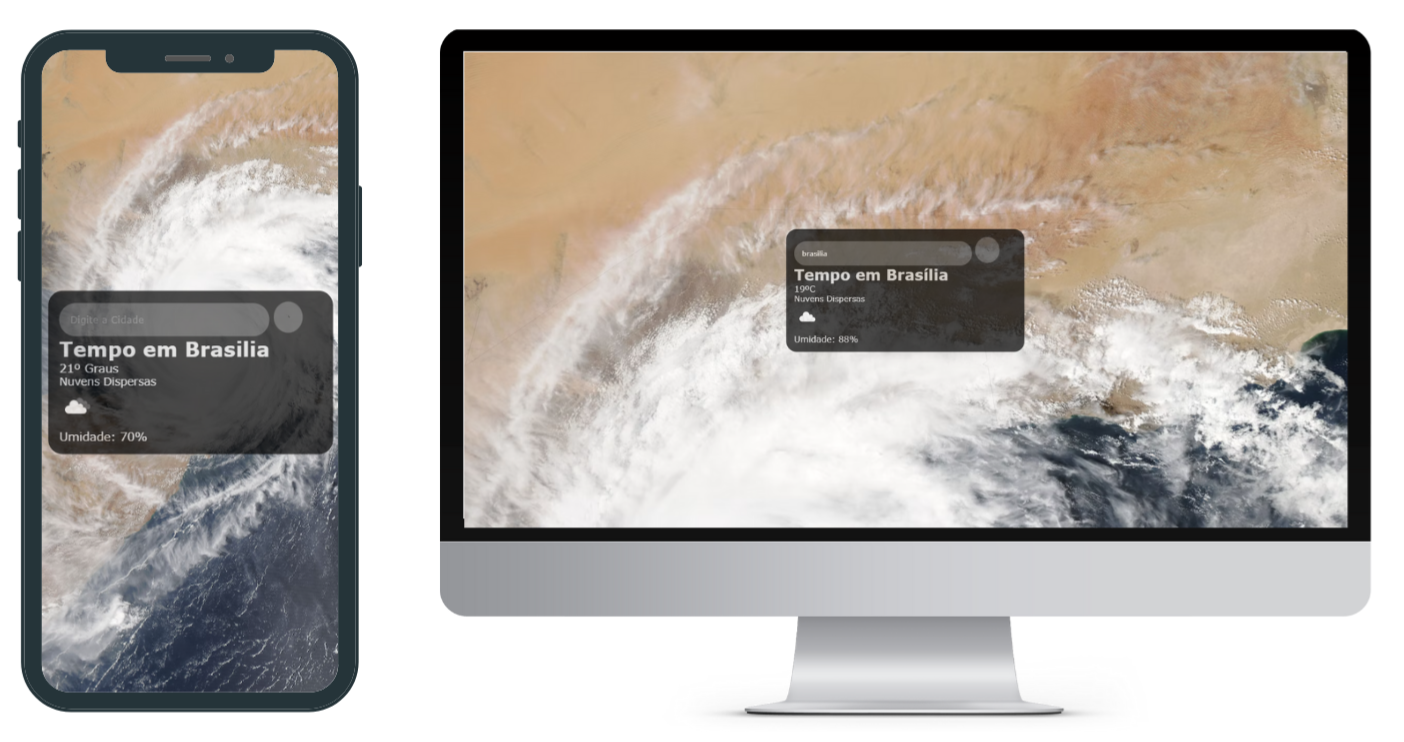 Digite a Cidade
Tempo em Brasilia
21º Graus
Nuvens Dispersas
Umidade: 70%
brasilia
Tempo em Brasília
19ºC
Nuvens Dispersas
Umidade: 88%